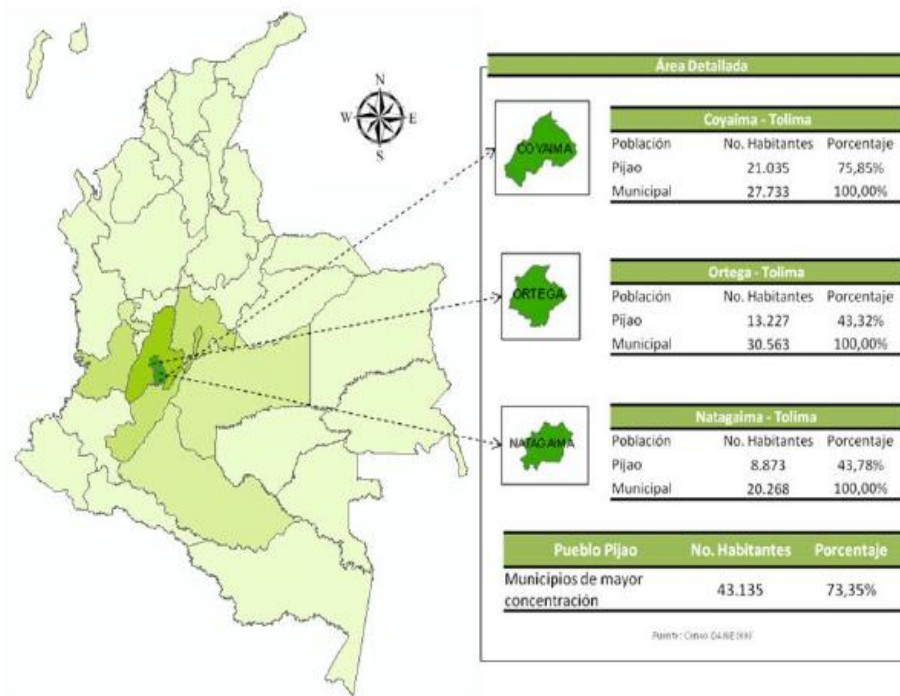 N
W E
S
Área Detallada
COYAIMA
Coyaima - Tolima
Población No. Habitantes Porcentaje
Pijao 21.035 75,85%
Municipal 27.733 100,00%
ORTEGA
Ortega - Tolima
Población No. Habitantes Porcentaje
Pijao 13.227 43,32%
Municipal 30.563 100,00%
NATAGAIMA
Natagaima - Tolima
Población No. Habitantes Porcentaje
Pijao 8.873 43,78%
Municipal 20.268 100,00%
Pueblo Pijao No. Habitantes Porcentaje
Municipios de mayor
concentración 43.135 73,35%
Fuente: Censo DANE